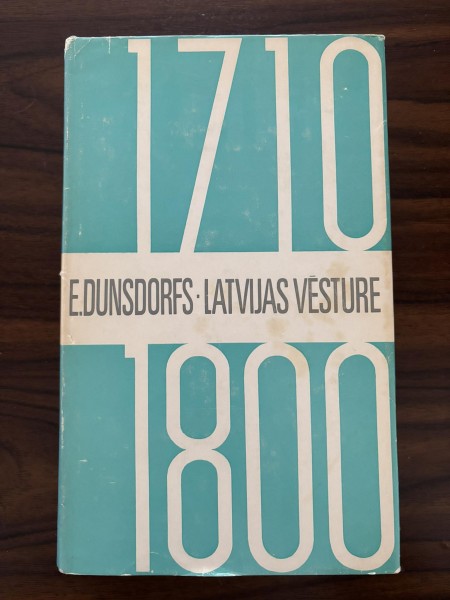 1710
E.DUNSDORFS · LATVIJAS VĒSTURE
1800